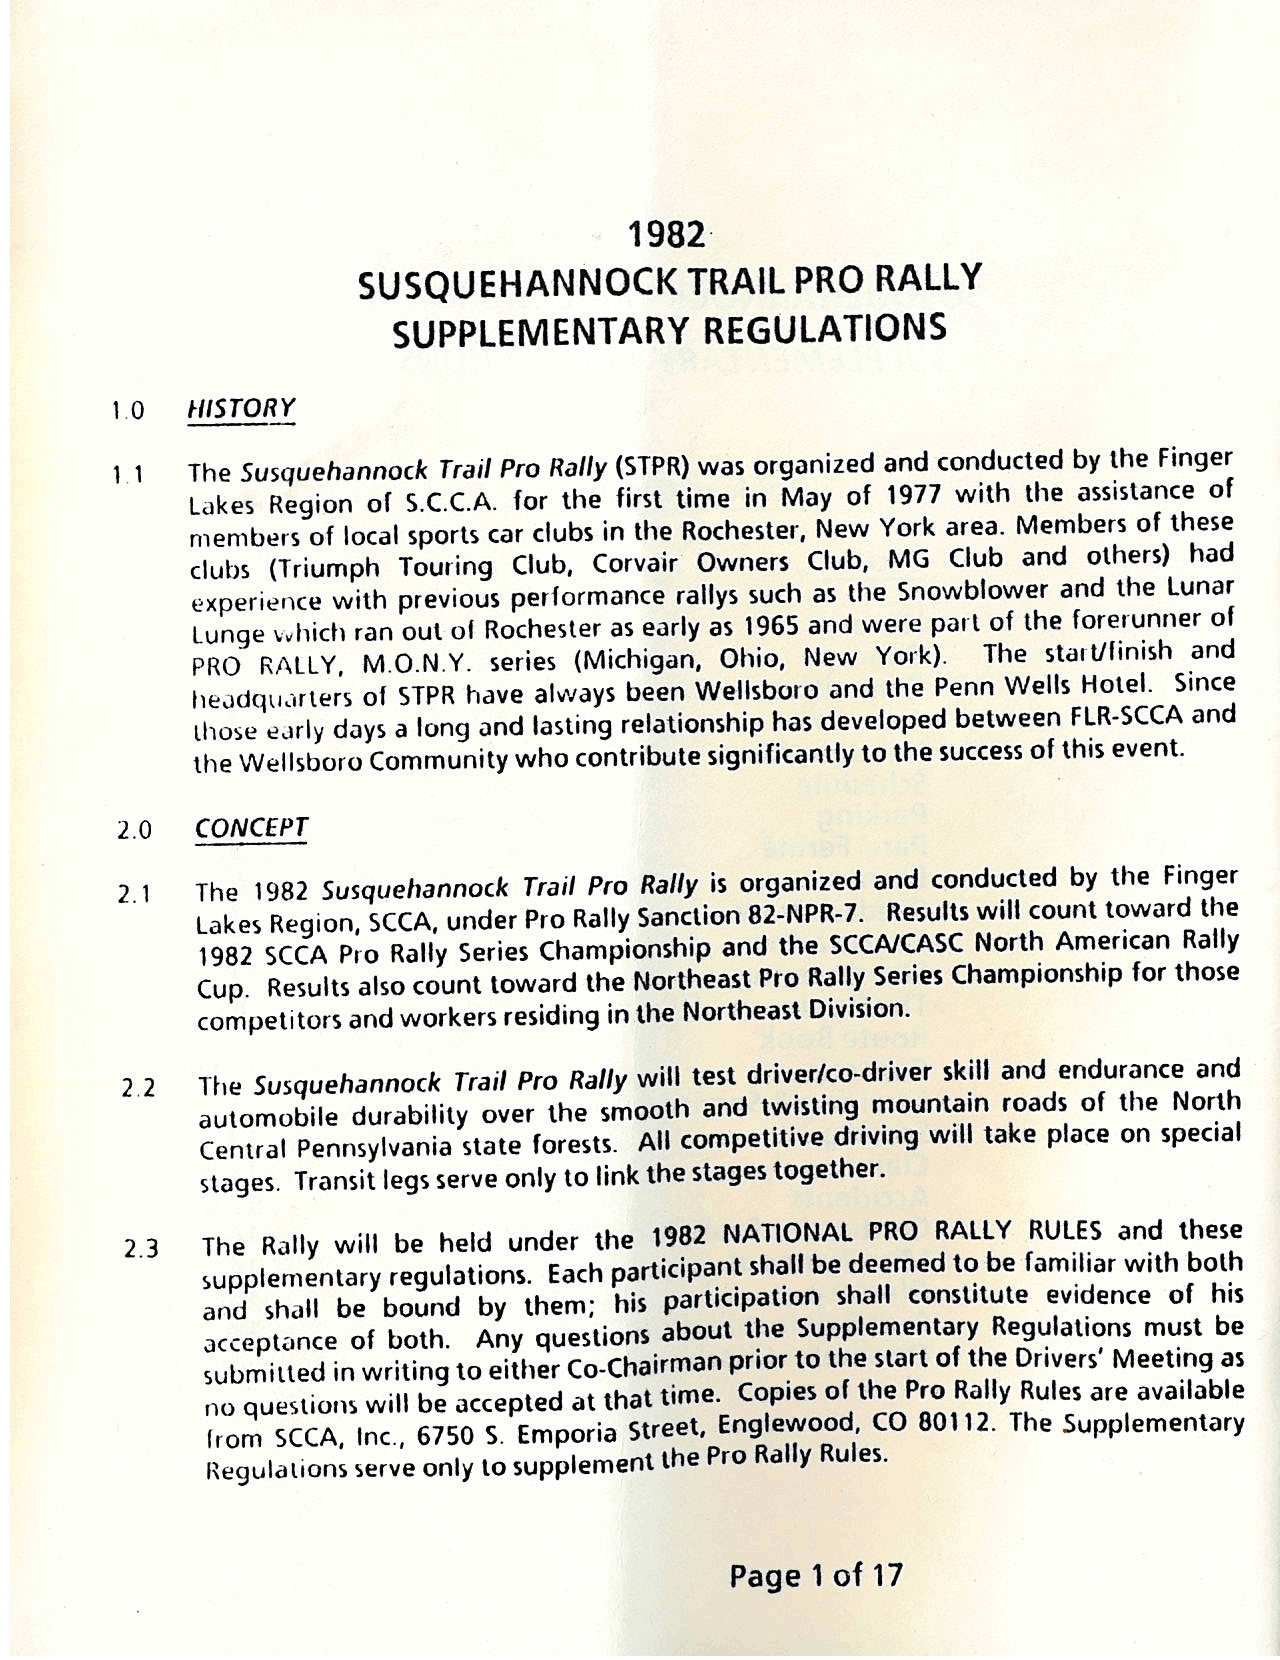 1982
SUSQUEHANNOCK TRAIL PRO RALLY
SUPPLEMENTARY REGULATIONS
1.0 HISTORY
1.1 The Susquehannock Trail Pro Rally (STPR) was organized and conducted by the Finger
Lakes Region of S.C.C.A. for the first time in May of 1977 with the assistance of
members of local sports car clubs in the Rochester, New York area. Members of these
clubs (Triumph Touring Club, Corvair Owners Club, MG Club and others) had
experience with previous performance rallys such as the Snowblower and the Lunar
Lunge which ran out of Rochester as early as 1965 and were part of the forerunner of
PRO RALLY, M.O.N.Y. series (Michigan, Ohio, New York). The start/finish and
headquarters of STPR have always been Wellsboro and the Penn Wells Hotel. Since
those early days a long and lasting relationship has developed between FLR-SCCA and
the Wellsboro Community who contribute significantly to the success of this event.
2.0 CONCEPT
2.1 The 1982 Susquehannock Trail Pro Rally is organized and conducted by the Finger
Lakes Region, SCCA, under Pro Rally Sanction 82-NPR-7. Results will count toward the
1982 SCCA Pro Rally Series Championship and the SCCA/CASC North American Rally
Cup. Results also count toward the Northeast Pro Rally Series Championship for those
competitors and workers residing in the Northeast Division.
2.2 The Susquehannock Trail Pro Rally will test driver/co-driver skill and endurance and
automobile durability over the smooth and twisting mountain roads of the North
Central Pennsylvania state forests. All competitive driving will take place on special
stages. Transit legs serve only to link the stages together.
2.3 The Rally will be held under the 1982 NATIONAL PRO RALLY RULES and these
supplementary regulations. Each participant shall be deemed to be familiar with both
and shall be bound by them; his participation shall constitute evidence of his
acceptance of both. Any questions about the Supplementary Regulations must be
submitted in writing to either Co-Chairman prior to the start of the Drivers' Meeting as
no questions will be accepted at that time. Copies of the Pro Rally Rules are available
from SCCA, Inc., 6750 S. Emporia Street, Englewood, CO 80112. The Supplementary
Regulations serve only to supplement the Pro Rally Rules.
Page 1 of 17